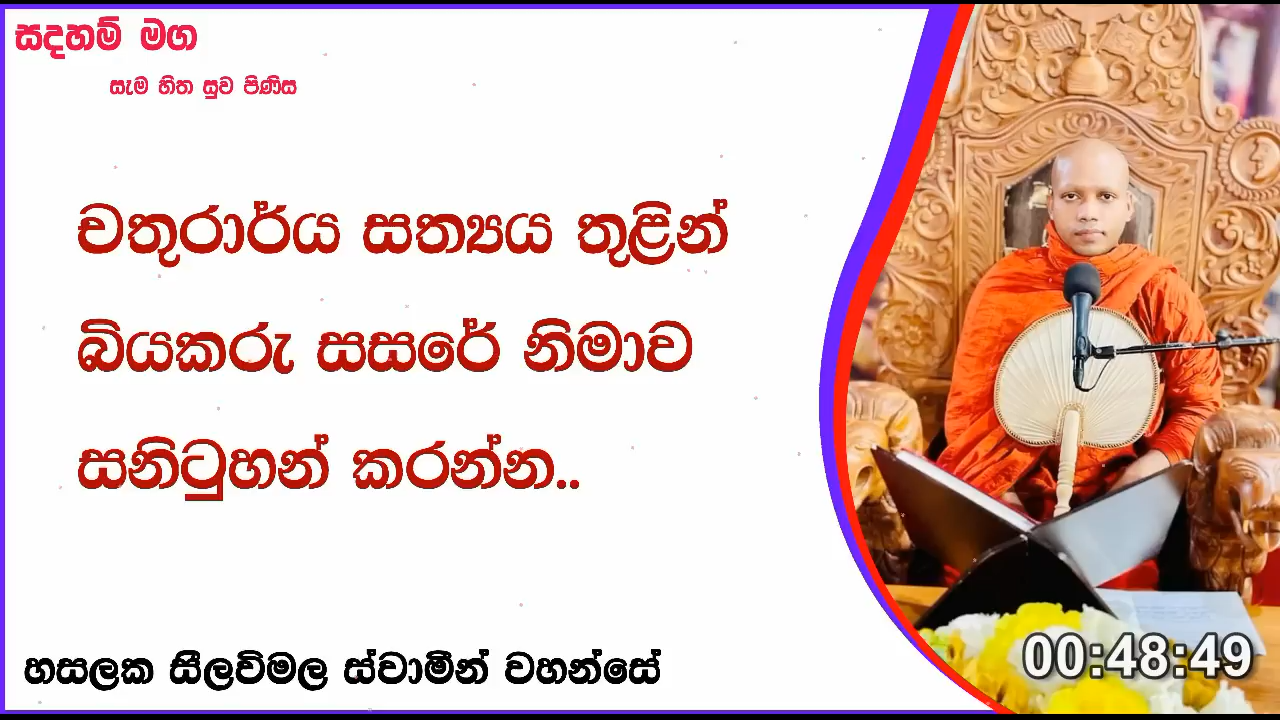 සදහම් මග
සැම හිත සුව පිණිස
චතුරාර්ය සත්‍යය තුළින්
බියකරු සසරේ නිමාව
සනිටුහන් කරන්න..
හසලක සීලවිමල ස්වාමීන් වහන්සේ
00:48:49